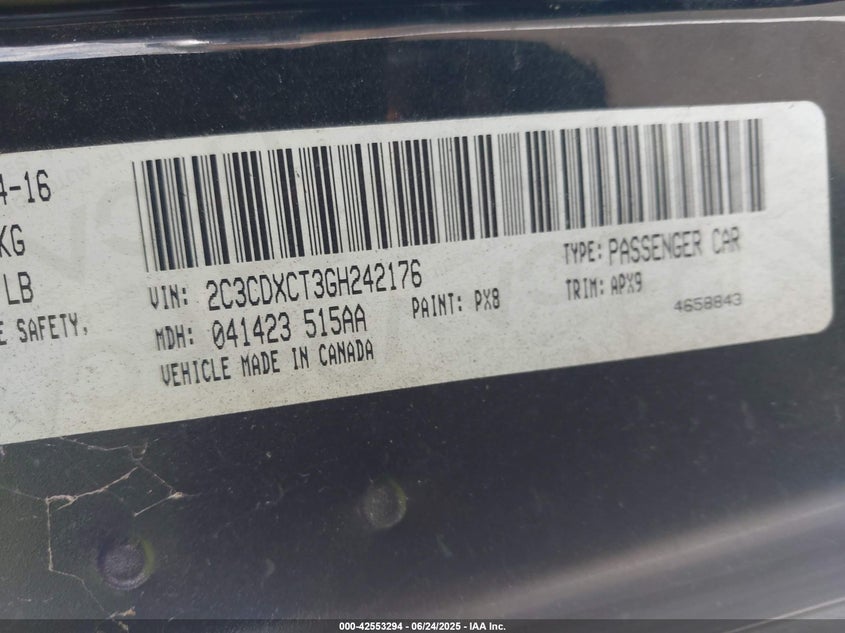 4-16
KG
LB
E SAFETY,
VIN: 2C3CDXCT3GH242176
TYPE: PASSENGER CAR
MDH: 041423 515AA
PAINT: PX8
TRIM: APX9
4658843
VEHICLE MADE IN CANADA
000-42553294 - 06/24/2025 - IAA Inc.